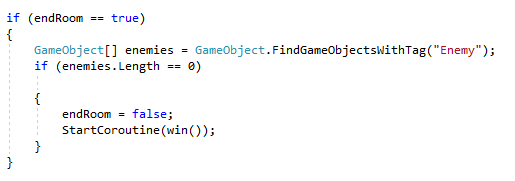 if (endRoom == true)
{
    GameObject[] enemies = GameObject.FindGameObjectsWithTag("Enemy");
    if (enemies.Length == 0)
    {
        endRoom = false;
        StartCoroutine(win());
    }
}